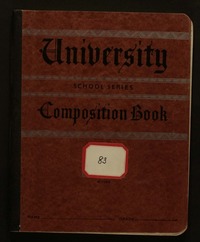 University
SCHOOL SERIES
Composition Book
83